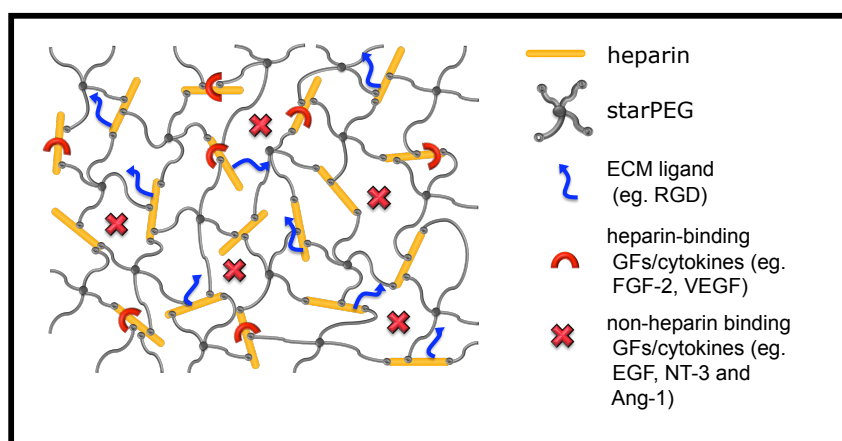 heparin
starPEG
ECM ligand
(eg. RGD)
heparin-binding
GFs/cytokines (eg.
FGF-2, VEGF)
non-heparin binding
GFs/cytokines (eg.
EGF, NT-3 and
Ang-1)